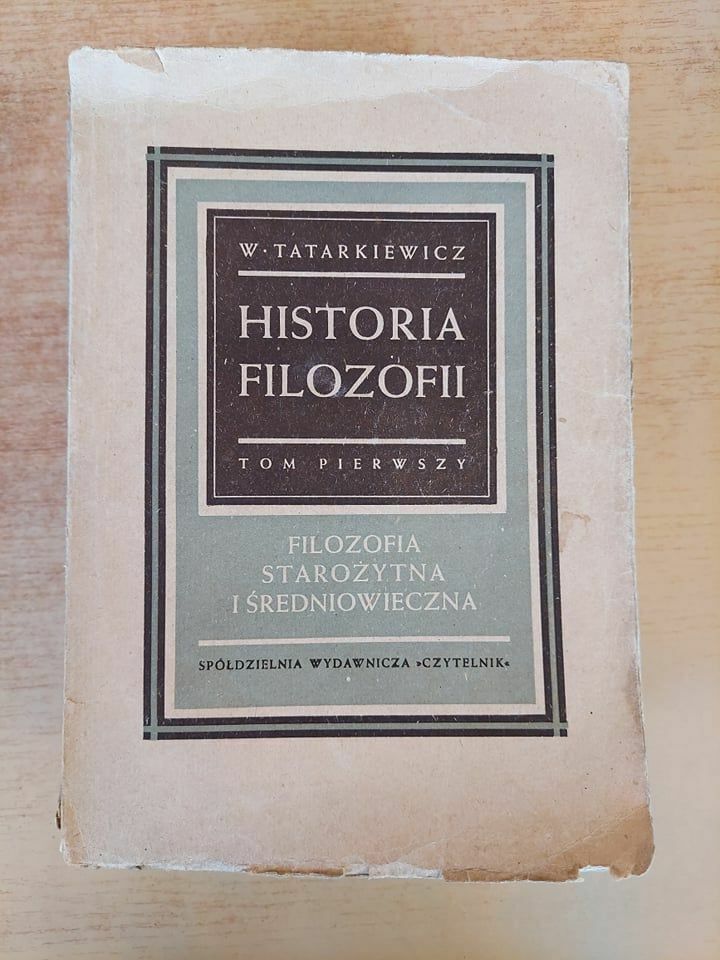 W·TATARKIEWICZ
HISTORIA
FILOZOFII
TOM PIERWSZY
FILOZOFIA
STAROŻYTNA
I ŚREDNIOWIECZNA
SPÓŁDZIELNIA WYDAWNICZA »CZYTELNIK«